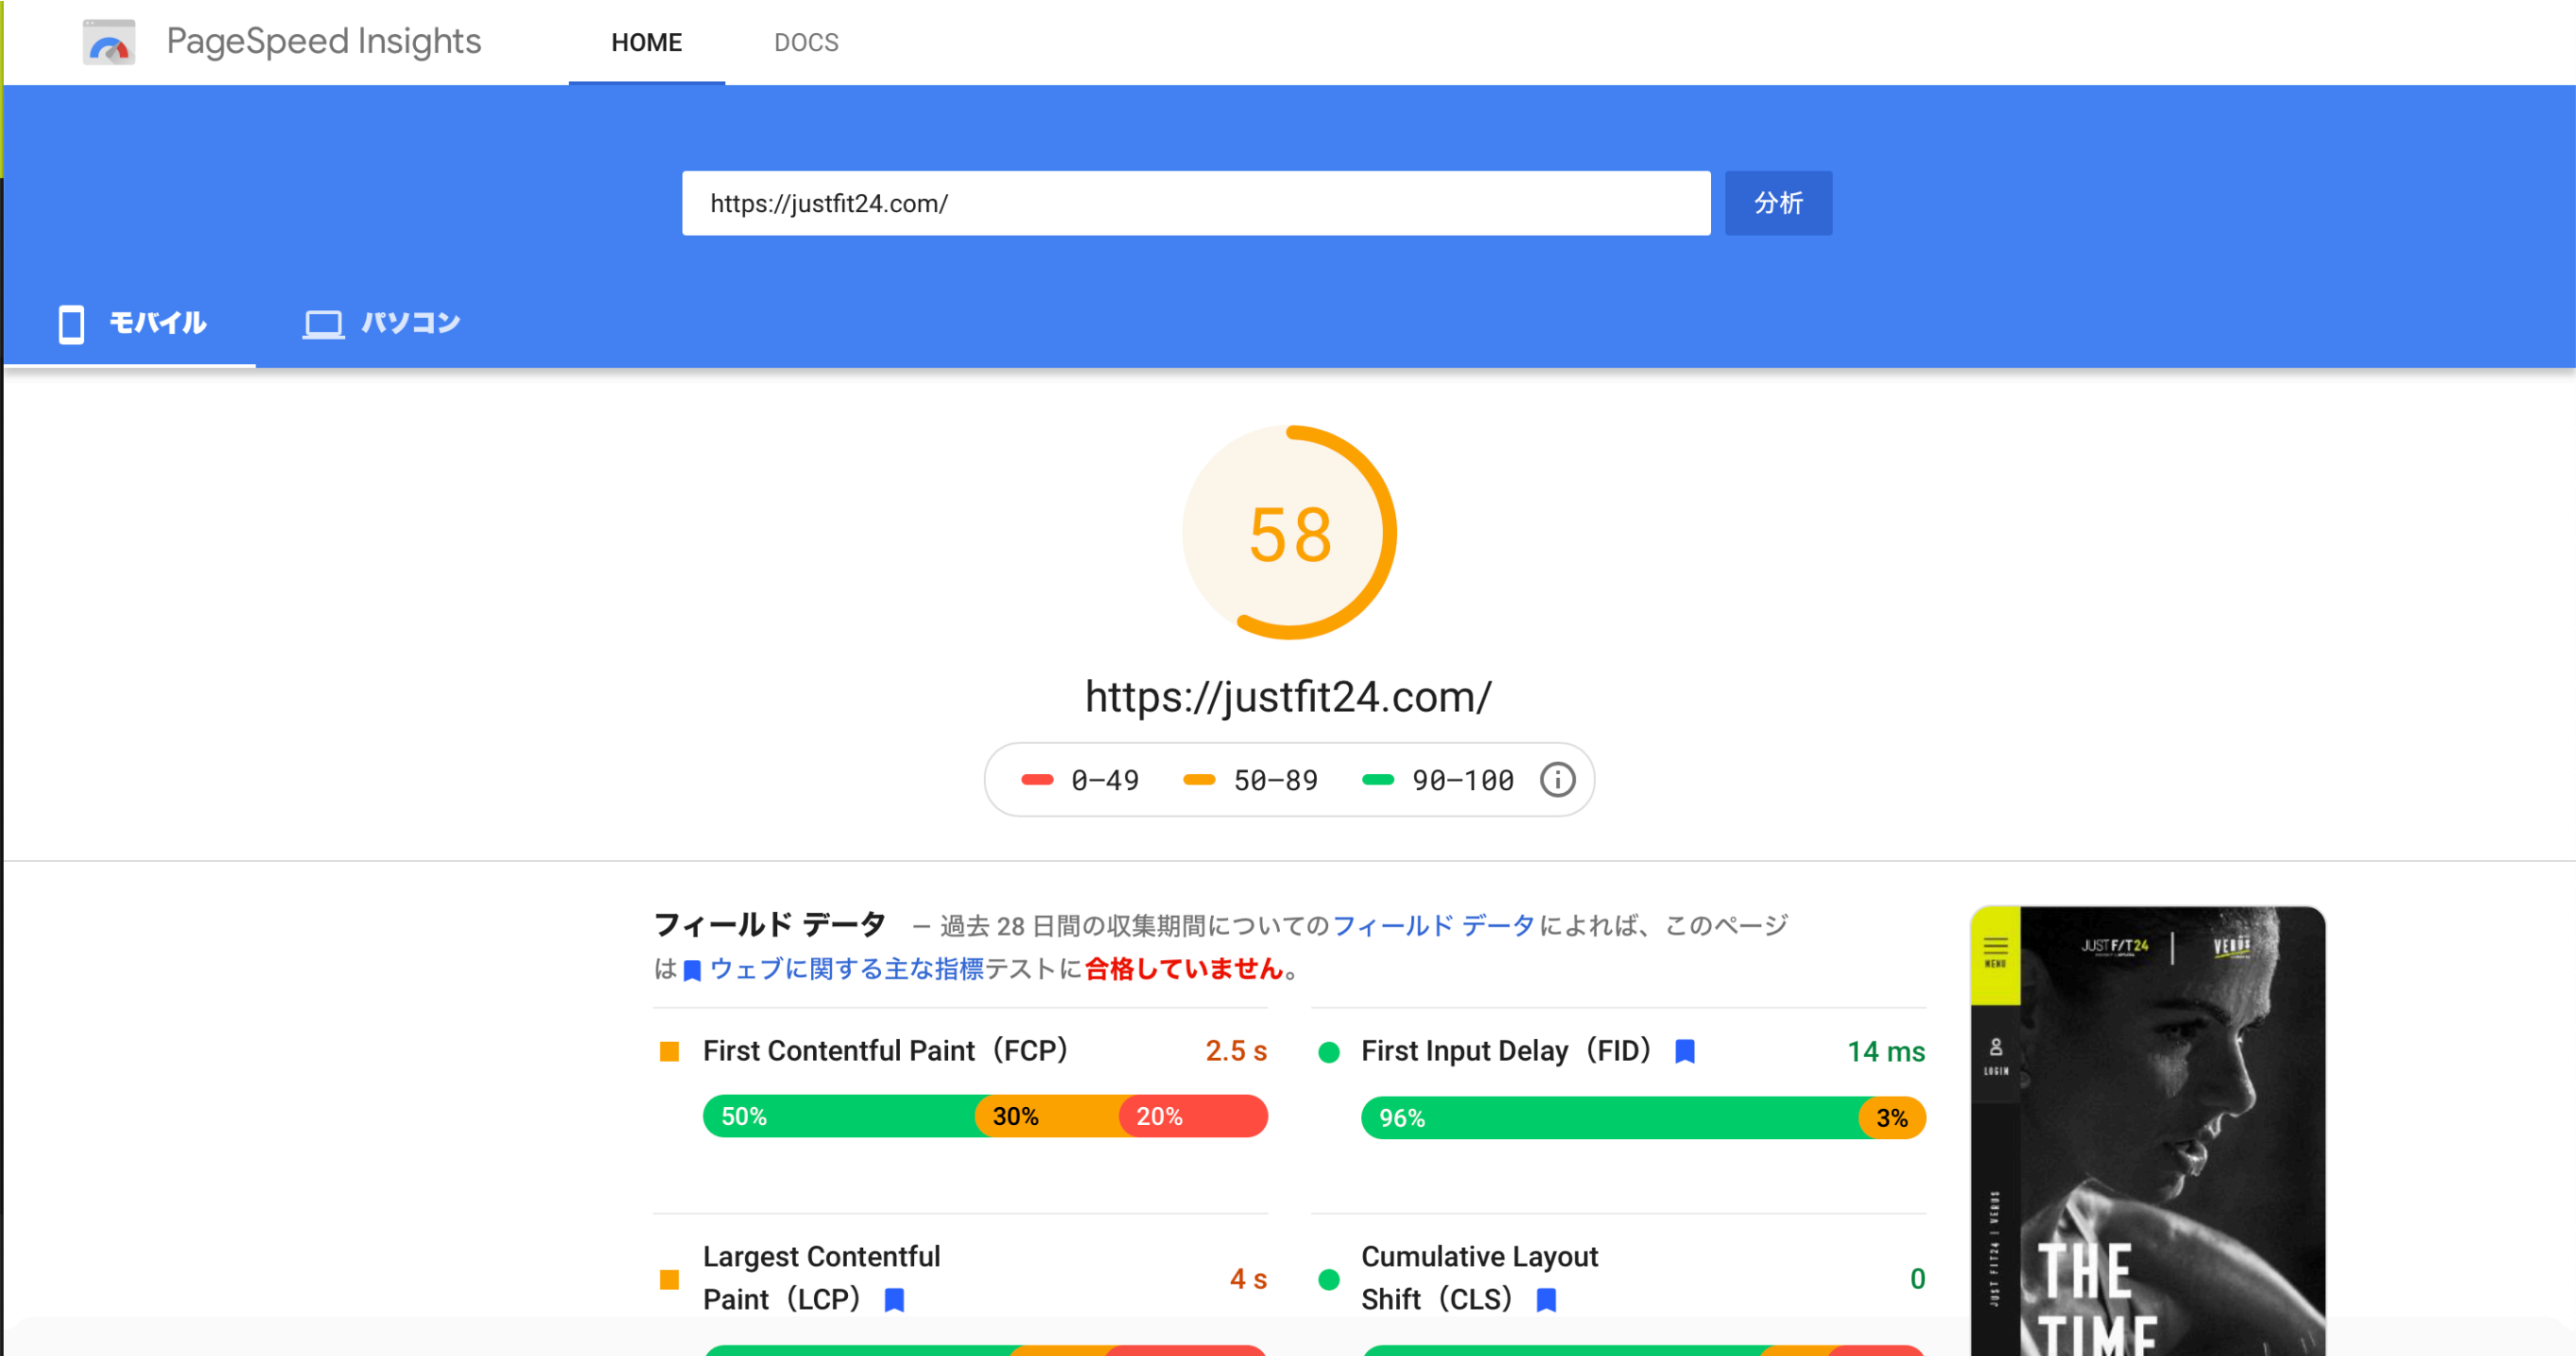 PageSpeed Insights
HOME
DOCS
https://justfit24.com/
分析
モバイル
パソコン
58
https://justfit24.com/
0–49
50–89
90–100
フィールド データ – 過去 28 日間の収集期間についてのフィールド データによれば、このページ
は ウェブに関する主な指標テストに合格していません。
First Contentful Paint（FCP）
2.5 s
50%
30%
20%
First Input Delay（FID）
14 ms
96%
3%
Largest Contentful
Paint（LCP）
4 s
Cumulative Layout
Shift（CLS）
0
MENU
JUST FIT24
VERUS
LOGIN
JUST FIT24 | VERUS
THE
TIME